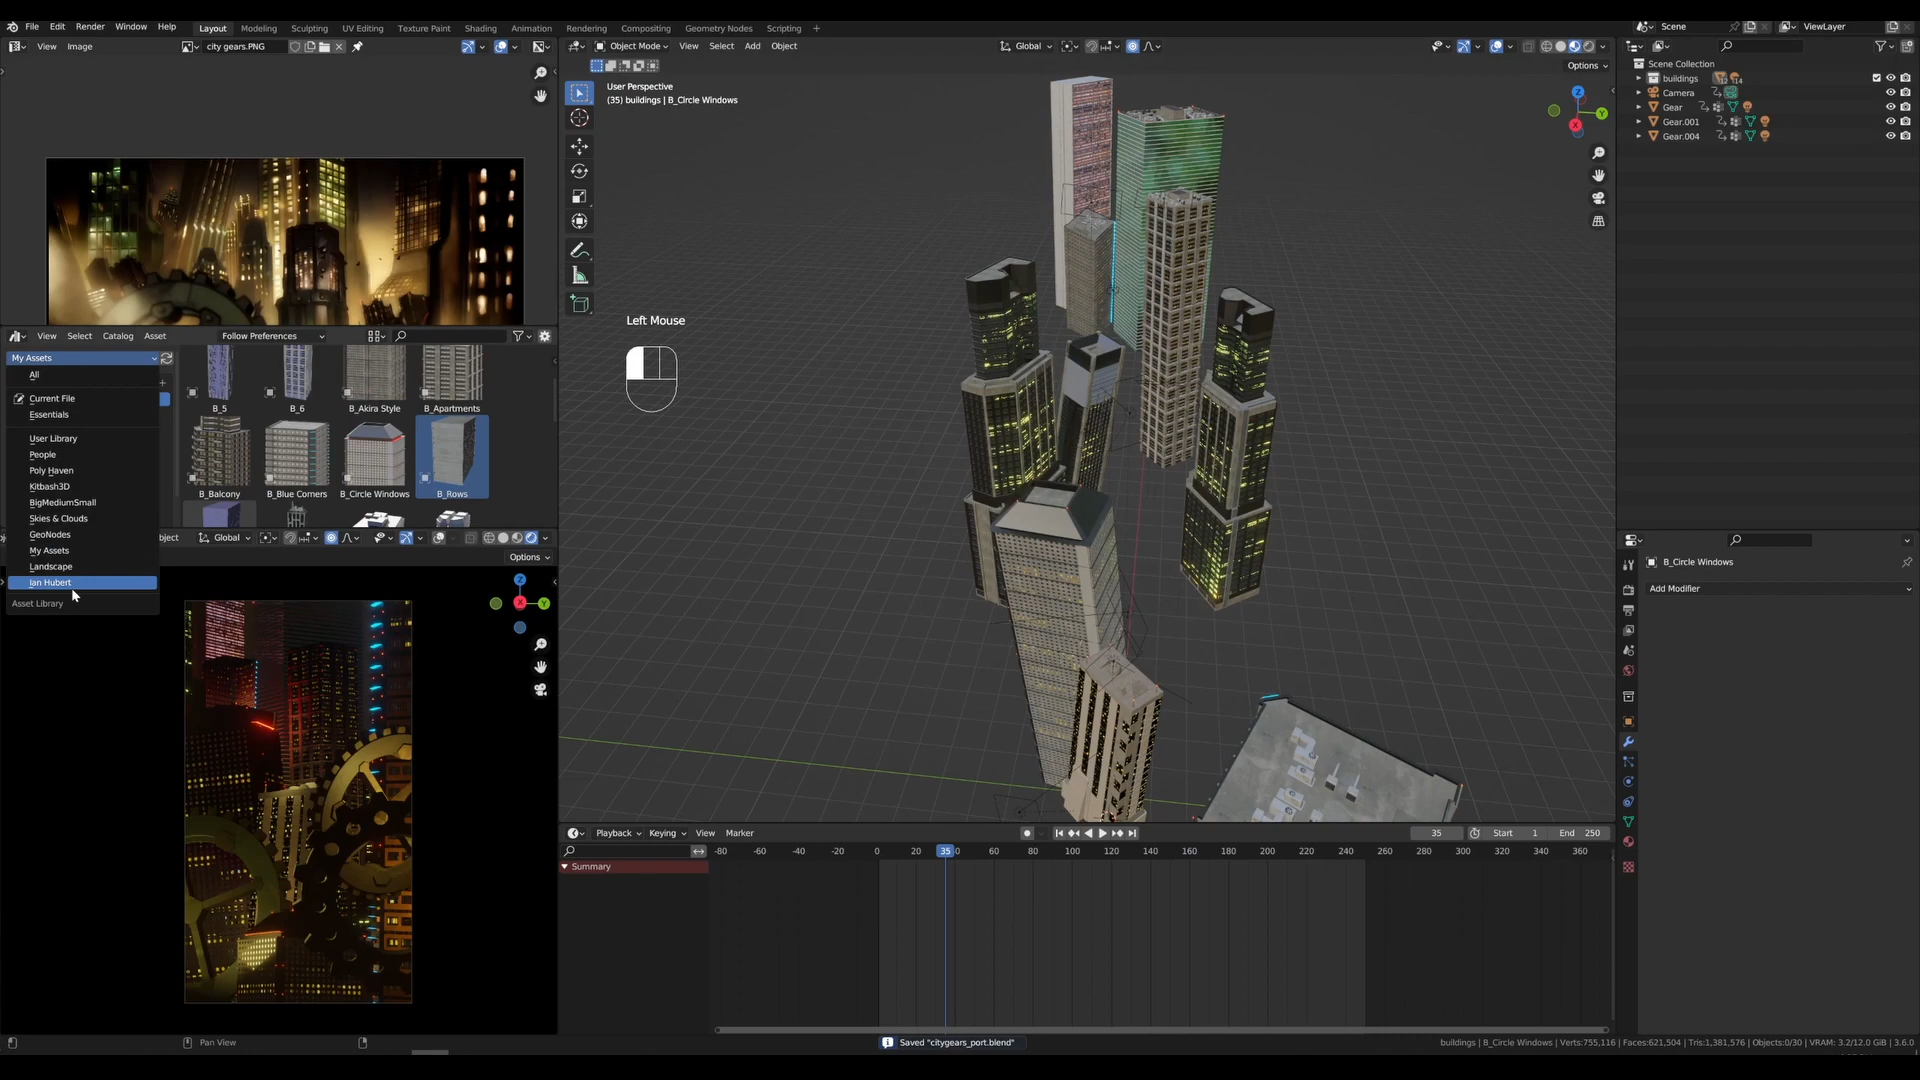 File Edit Render Window Help Layout Modeling Sculpting UV Editing Texture Paint Shading Animation Rendering Compositing Geometry Nodes Scripting + Scene ViewLayer
View Image city gears.PNG Object Mode View Select Add Object Global
Options
User Perspective
(35) buildings | B_Circle Windows
Scene Collection
buildings
Camera
Gear
Gear.001
Gear.004
Z
Y
X
Left Mouse
View Select Catalog Asset Follow Preferences
My Assets
All
Current File
Essentials
User Library
People
Poly Haven
Kitbash3D
BigMediumSmall
Skies & Clouds
GeoNodes
My Assets
Landscape
Ian Hubert
Asset Library
B_5 B_6 B_Akira Style B_Apartments
B_Balcony B_Blue Corners B_Circle Windows B_Rows
bject Global
Options
Z
X
Y
B_Circle Windows
Add Modifier
Playback Keying View Marker 35 Start 1 End 250
-80 -60 -40 -20 0 20 35 60 80 100 120 140 160 180 200 220 240 260 280 300 320 340 360
Summary
Pan View
Saved "citygears_port.blend"
buildings | B_Circle Windows | Verts:755,116 | Faces:621,504 | Tris:1,381,576 | Objects:0/30 | VRAM: 3.2/12.0 GiB | 3.6.0